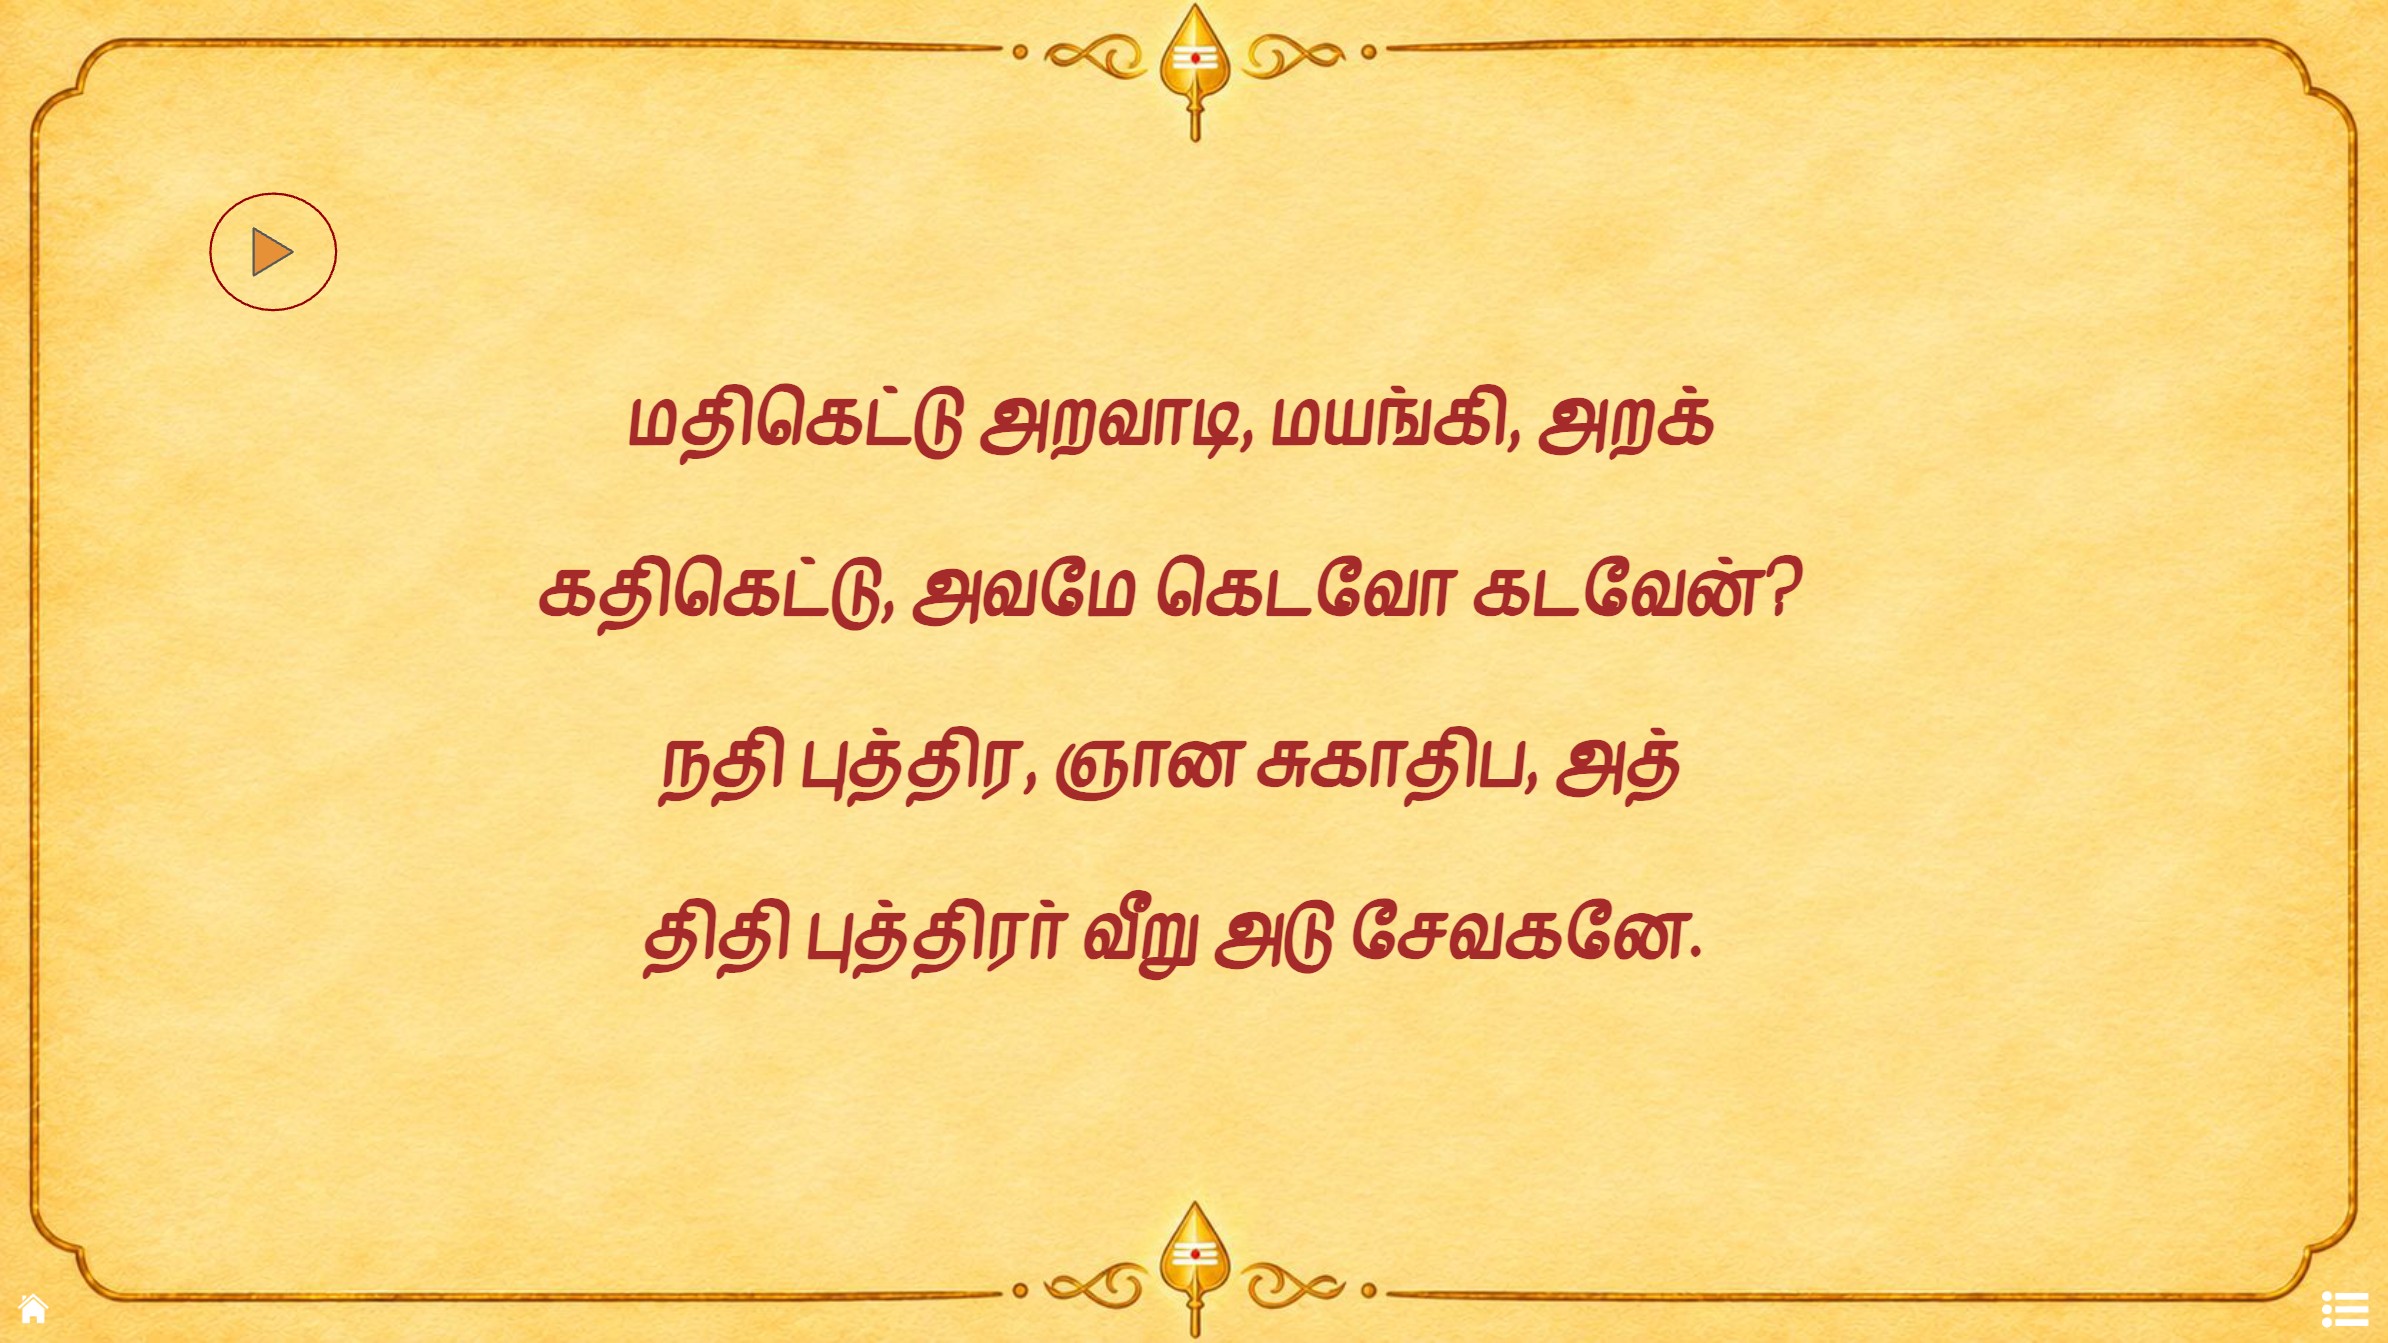 மதிகெட்டு அறவாடி, மயங்கி, அறக்
கதிகெட்டு, அவமே கெடவோ கடவேன்?
நதி புத்திர, ஞான சுகாதிப, அத்
திதி புத்திரர் வீறு அடு சேவகனே.